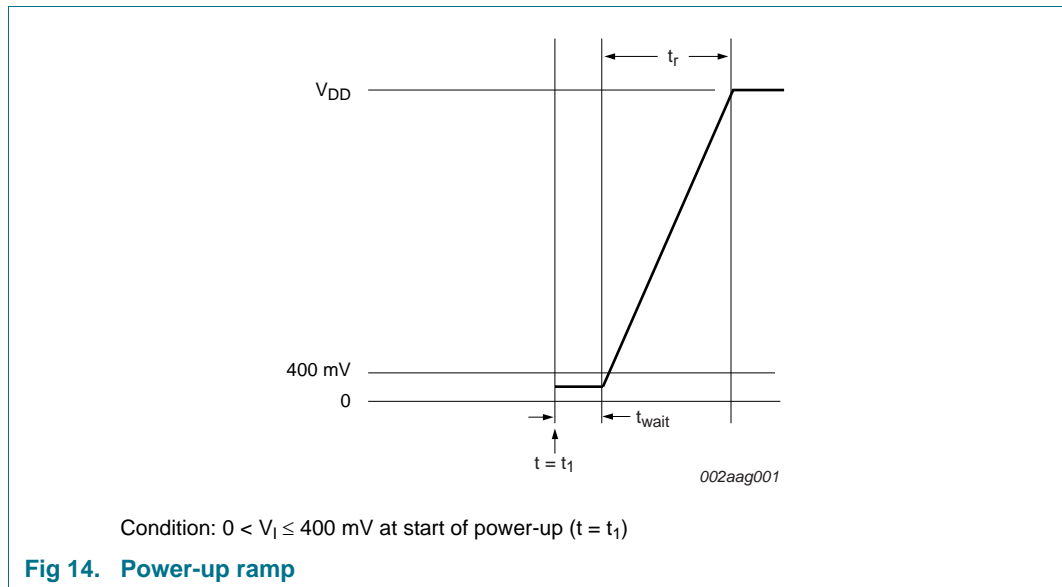 t_r
V_DD
400 mV
0
t_wait
t = t_1
002aag001
Condition: 0 < V_I ≤ 400 mV at start of power-up (t = t_1)
Fig 14. Power-up ramp